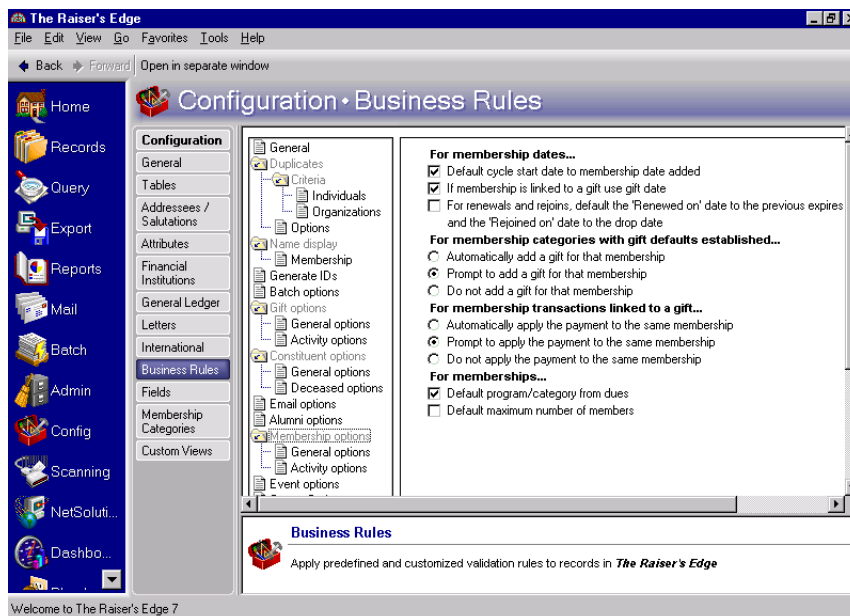 The Raiser's Edge
File Edit View Go Favorites Tools Help
Back Forward Open in separate window
Configuration • Business Rules
Home
Records
Query
Export
Reports
Mail
Batch
Admin
Config
Scanning
NetSoluti...
Dashbo...
Configuration
General
Tables
Addressees /
Salutations
Attributes
Financial
Institutions
General Ledger
Letters
International
Business Rules
Fields
Membership
Categories
Custom Views
General
Duplicates
Criteria
Individuals
Organizations
Options
Name display
Membership
Generate IDs
Batch options
Gift options
General options
Activity options
Constituent options
General options
Deceased options
Email options
Alumni options
Membership options
General options
Activity options
Event options
For membership dates...
Default cycle start date to membership date added
If membership is linked to a gift use gift date
For renewals and rejoins, default the 'Renewed on' date to the previous expires
and the 'Rejoined on' date to the drop date
For membership categories with gift defaults established...
Automatically add a gift for that membership
Prompt to add a gift for that membership
Do not add a gift for that membership
For membership transactions linked to a gift...
Automatically apply the payment to the same membership
Prompt to apply the payment to the same membership
Do not apply the payment to the same membership
For memberships...
Default program/category from dues
Default maximum number of members
Business Rules
Apply predefined and customized validation rules to records in The Raiser's Edge
Welcome to The Raiser's Edge 7